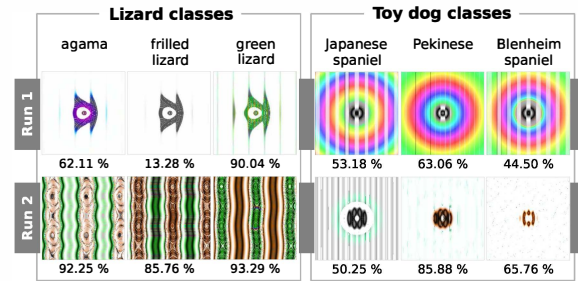 Lizard classes
Toy dog classes
agama
frilled
lizard
green
lizard
Japanese
spaniel
Pekinese
Blenheim
spaniel
Run 1
62.11 %
13.28 %
90.04 %
53.18 %
63.06 %
44.50 %
Run 2
92.25 %
85.76 %
93.29 %
50.25 %
85.88 %
65.76 %